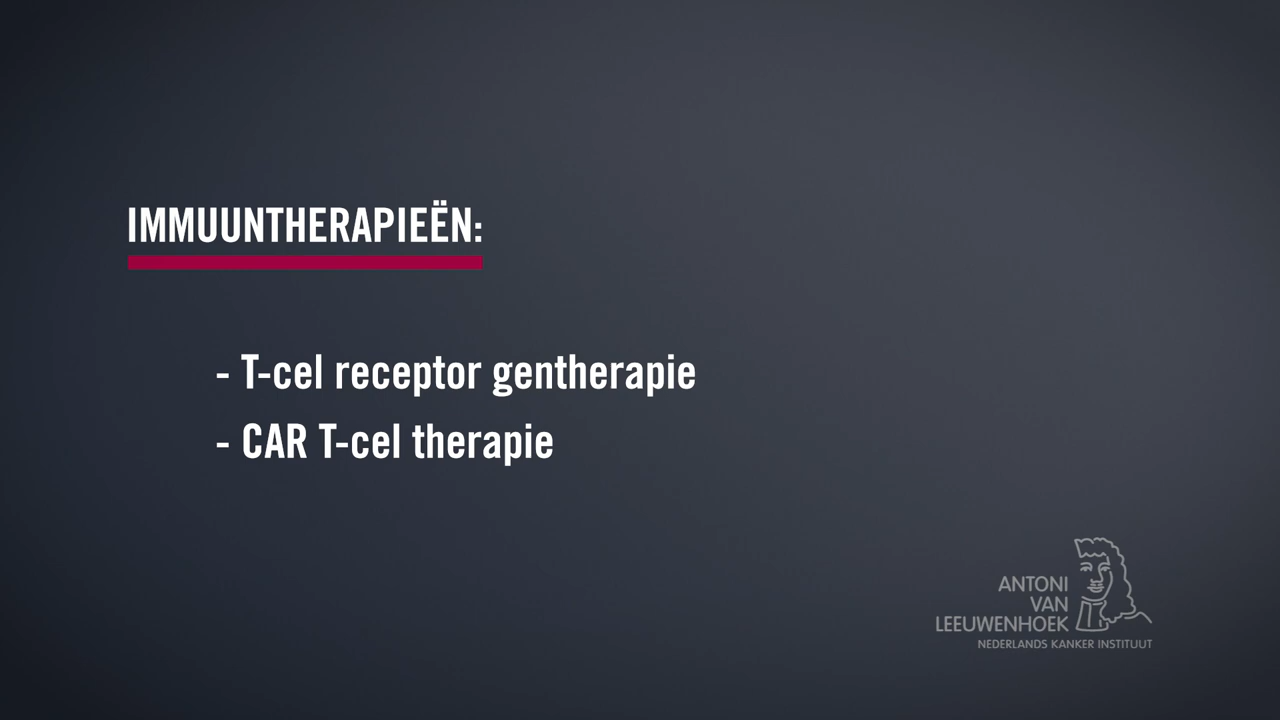 IMMUUNTHERAPIEËN:
- T-cel receptor gentherapie
- CAR T-cel therapie
ANTONI
VAN
LEEUWENHOEK
NEDERLANDS KANKER INSTITUUT